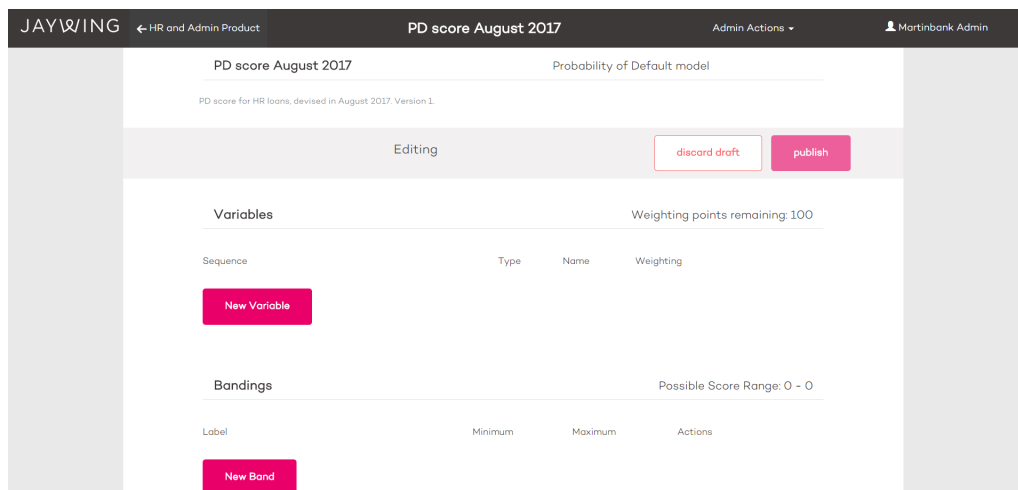 JAYWING ← HR and Admin Product PD score August 2017 Admin Actions Martinbank Admin
PD score August 2017 Probability of Default model
PD score for HR loans, devised in August 2017. Version 1.
Editing discard draft publish
Variables Weighting points remaining: 100
Sequence Type Name Weighting
New Variable
Bandings Possible Score Range: 0 - 0
Label Minimum Maximum Actions
New Band